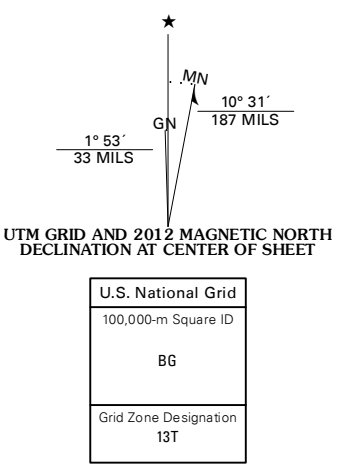 ★
MN
GN
10° 31´
187 MILS
1° 53´
33 MILS
UTM GRID AND 2012 MAGNETIC NORTH
DECLINATION AT CENTER OF SHEET
U.S. National Grid
100,000-m Square ID
BG
Grid Zone Designation
13T